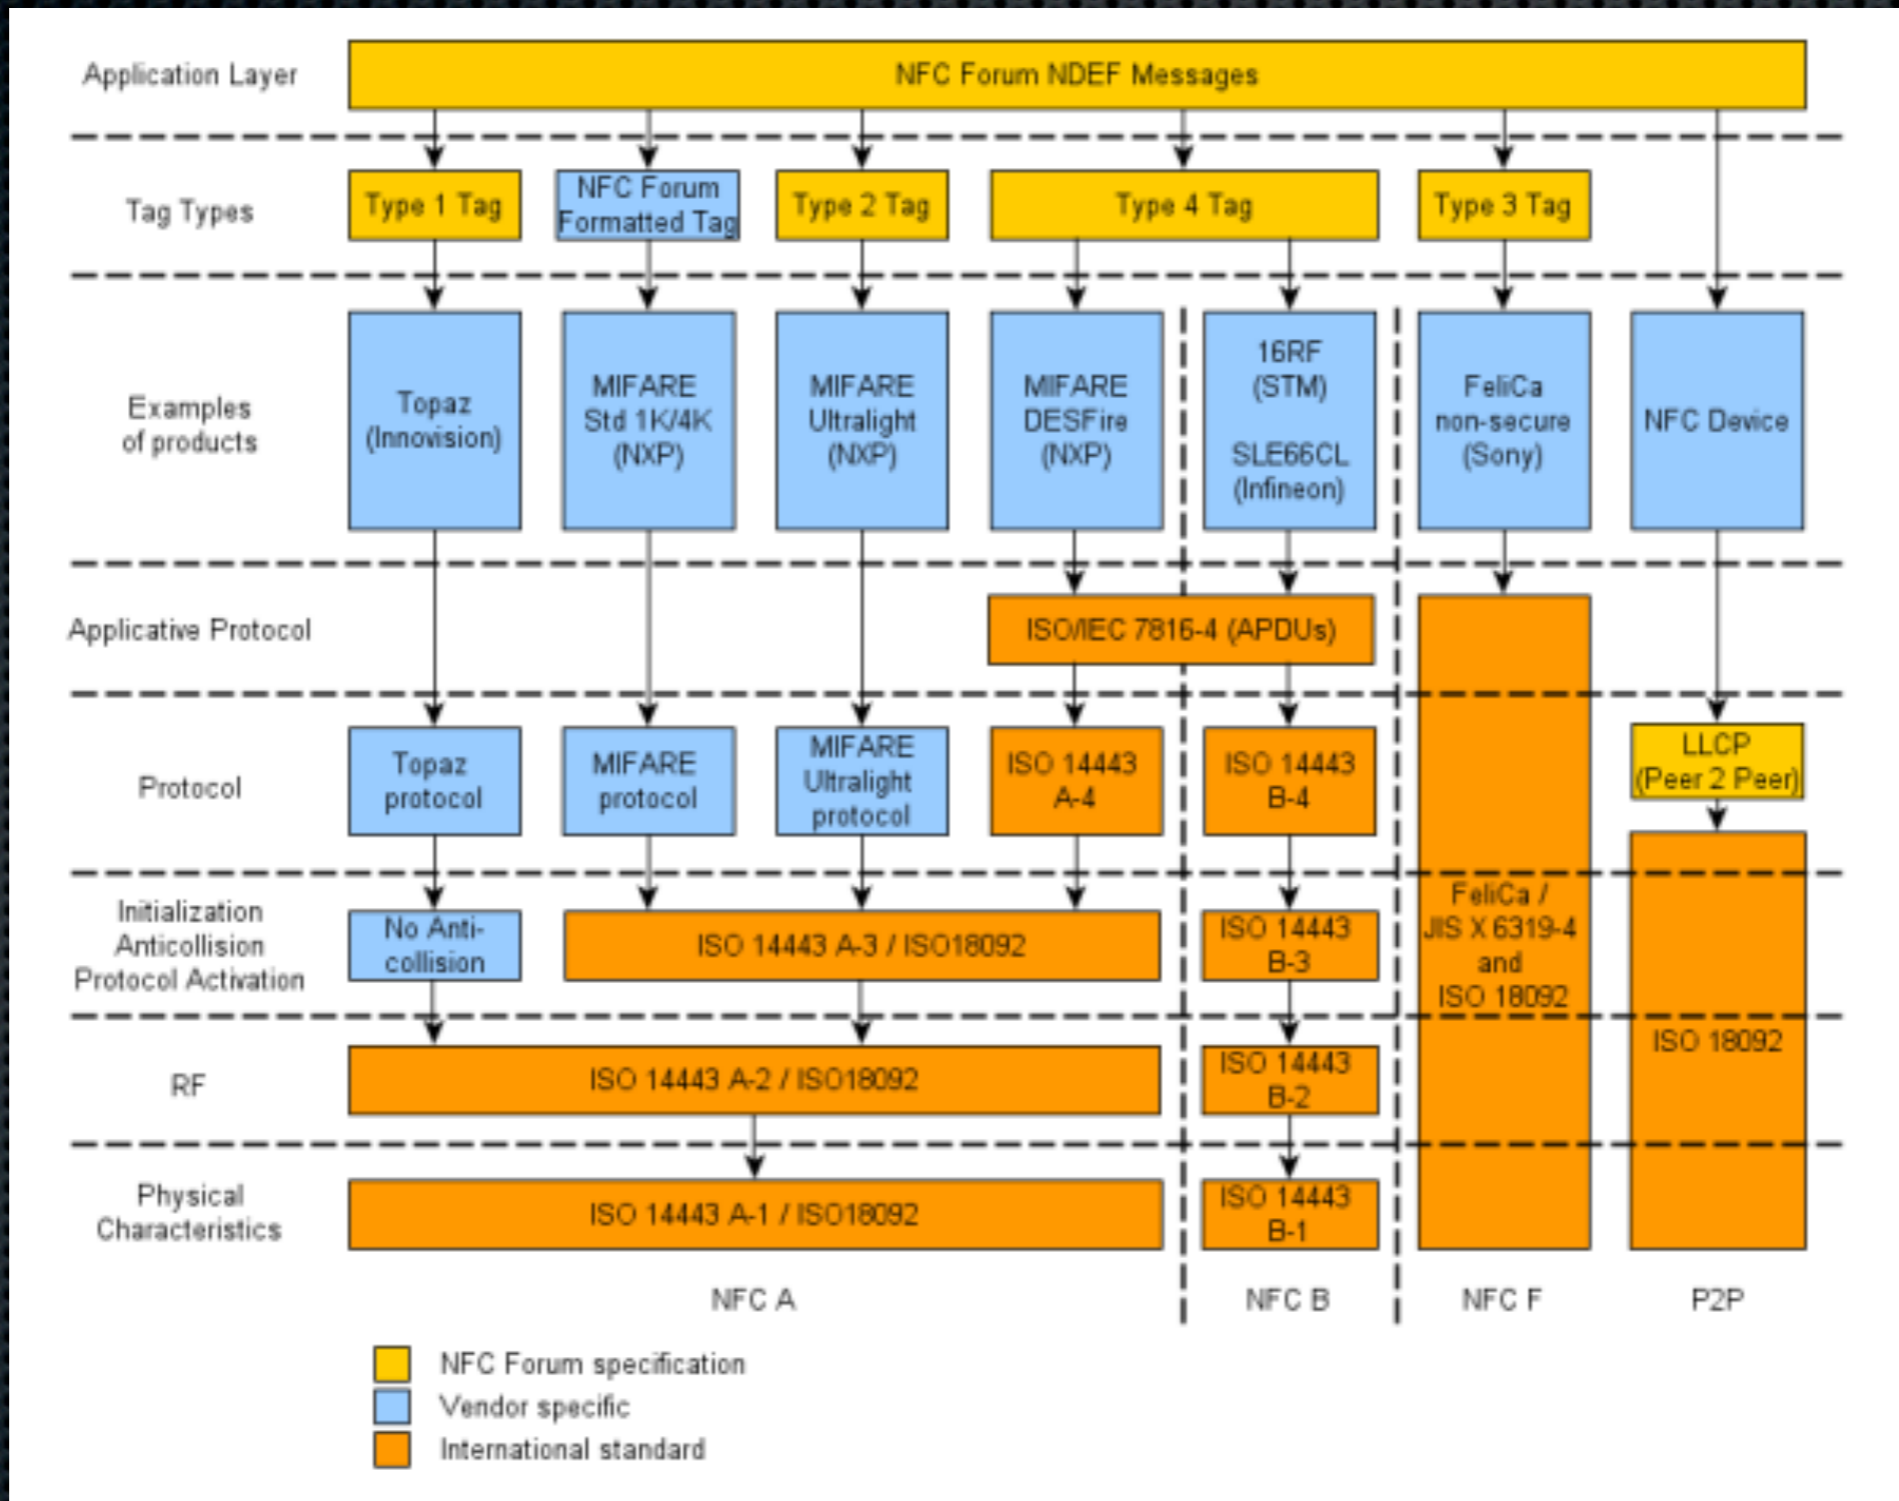 Application Layer
NFC Forum NDEF Messages
Tag Types
Type 1 Tag
NFC Forum
Formatted Tag
Type 2 Tag
Type 4 Tag
Type 3 Tag
Examples
of products
Topaz
(Innovision)
MIFARE
Std 1K/4K
(NXP)
MIFARE
Ultralight
(NXP)
MIFARE
DESFire
(NXP)
16RF
(STM)
SLE66CL
(Infineon)
FeliCa
non-secure
(Sony)
NFC Device
Applicative Protocol
ISO/IEC 7816-4 (APDUs)
Protocol
Topaz
protocol
MIFARE
protocol
MIFARE
Ultralight
protocol
ISO 14443
A-4
ISO 14443
B-4
LLCP
(Peer 2 Peer)
Initialization
Anticollision
Protocol Activation
No Anti-
collision
ISO 14443 A-3 / ISO18092
ISO 14443
B-3
FeliCa /
JIS X 6319-4
and
ISO 18092
ISO 18092
RF
ISO 14443 A-2 / ISO18092
ISO 14443
B-2
Physical
Characteristics
ISO 14443 A-1 / ISO18092
ISO 14443
B-1
NFC A
NFC B
NFC F
P2P
NFC Forum specification
Vendor specific
International standard